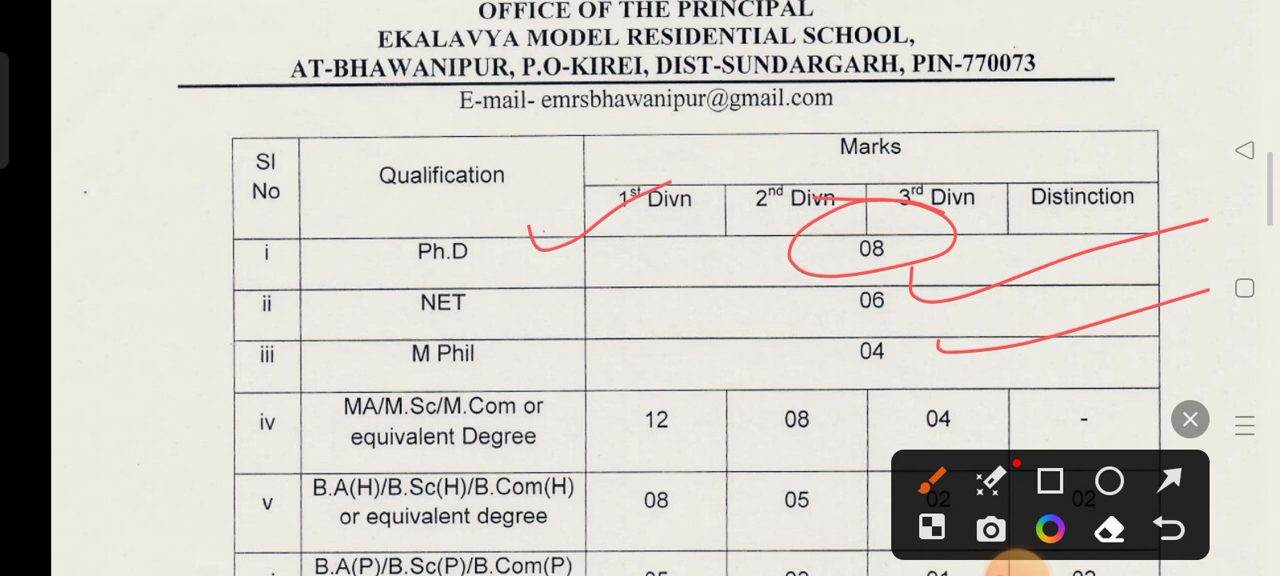 OFFICE OF THE PRINCIPAL
EKALAVYA MODEL RESIDENTIAL SCHOOL,
AT-BHAWANIPUR, P.O-KIREI, DIST-SUNDARGARH, PIN-770073
E-mail- emrsbhawanipur@gmail.com
Sl No Qualification Marks
1st Divn 2nd Divn 3rd Divn Distinction
i Ph.D 08
ii NET 06
iii M Phil 04
iv MA/M.Sc/M.Com or equivalent Degree 12 08 04 -
v B.A(H)/B.Sc(H)/B.Com(H) or equivalent degree 08 05 02 02
B.A(P)/B.Sc(P)/B.Com(P)